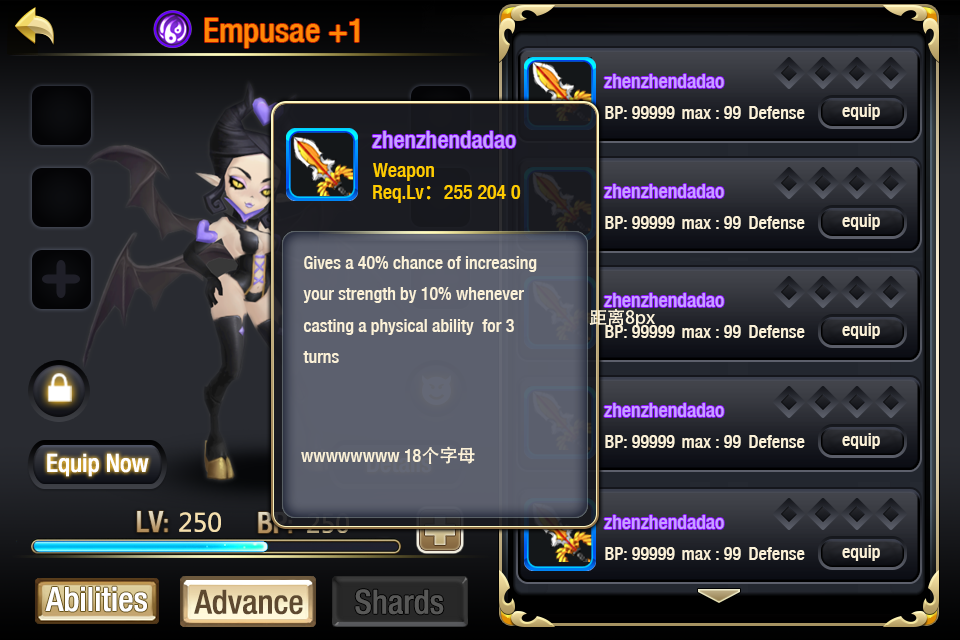 Empusae +1
zhenzhendadao
Weapon
Req.Lv： 255 204 0
Gives a 40% chance of increasing
your strength by 10% whenever
casting a physical ability for 3
turns
wwwwwwww 18个字母
距离8px
Equip Now
LV: 250
BP: 250
Abilities
Advance
Shards
zhenzhendadao
BP: 99999 max : 99 Defense
equip
zhenzhendadao
BP: 99999 max : 99 Defense
equip
zhenzhendadao
BP: 99999 max : 99 Defense
equip
zhenzhendadao
BP: 99999 max : 99 Defense
equip
zhenzhendadao
BP: 99999 max : 99 Defense
equip